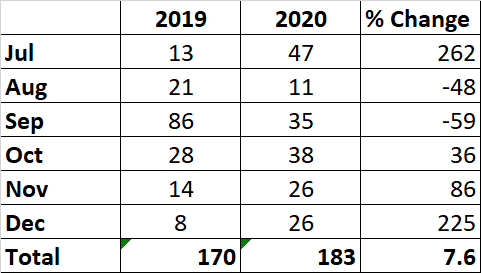 2019 2020 % Change
Jul 13 47 262
Aug 21 11 -48
Sep 86 35 -59
Oct 28 38 36
Nov 14 26 86
Dec 8 26 225
Total 170 183 7.6